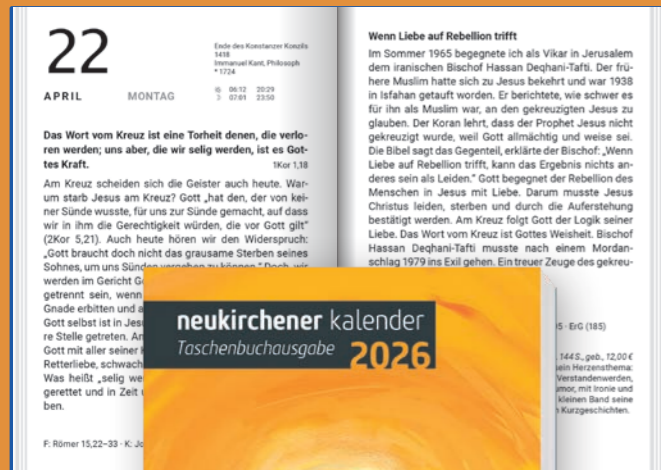 22
APRIL MONTAG
Ende des Konstanzer Konzils
1418
Immanuel Kant, Philosoph
* 1724
06:12 20:29
07:01 23:50
Das Wort vom Kreuz ist eine Torheit denen, die verlo-
ren werden; uns aber, die wir selig werden, ist es Got-
tes Kraft. 1Kor 1,18
Am Kreuz scheiden sich die Geister auch heute. War-
um starb Jesus am Kreuz? Gott „hat den, der von kei-
ner Sünde wusste, für uns zur Sünde gemacht, auf dass
wir in ihm die Gerechtigkeit würden, die vor Gott gilt“
(2Kor 5,21). Auch heute hören wir den Widerspruch:
„Gott braucht doch nicht das grausame Sterben seines
Sohnes, um uns Sünden vergeben zu können.“ Doch, wir
werden im Gericht
getrennt sein, wenn
Gnade erbitten und
Gott selbst ist in
re Stelle getreten.
Gott mit aller seiner
Retterliebe, schwach
Was heißt „selig
gerettet und in Zeit
ben.
F: Römer 15,22–33 · K:
Wenn Liebe auf Rebellion trifft
Im Sommer 1965 begegnete ich als Vikar in Jerusalem
dem iranischen Bischof Hassan Deqhani-Tafti. Der frü-
here Muslim hatte sich zu Jesus bekehrt und war 1938
in Isfahan getauft worden. Er berichtete, wie schwer es
für ihn als Muslim war, an den gekreuzigten Jesus zu
glauben. Der Koran lehrt, dass der Prophet Jesus nicht
gekreuzigt wurde, weil Gott allmächtig und weise sei.
Die Bibel sagt das Gegenteil, erklärte der Bischof: „Wenn
Liebe auf Rebellion trifft, kann das Ergebnis nichts an-
deres sein als Leiden.“ Gott begegnet der Rebellion des
Menschen in Jesus mit Liebe. Darum musste Jesus
Christus leiden, sterben und durch die Auferstehung
bestätigt werden. Am Kreuz folgt Gott der Logik seiner
Liebe. Das Wort vom Kreuz ist Gottes Weisheit. Bischof
Hassan Deqhani-Tafti musste nach einem Mordan-
schlag 1979 ins Exil gehen. Ein treuer Zeuge des gekreu-
· ErG (185)
144 S., geb., 12,00 €
ein Herzensthema:
Verstandenwerden,
mit Ironie und
kleinen Band seine
Kurzgeschichten.
neukirchener kalender
Taschenbuchausgabe 2026